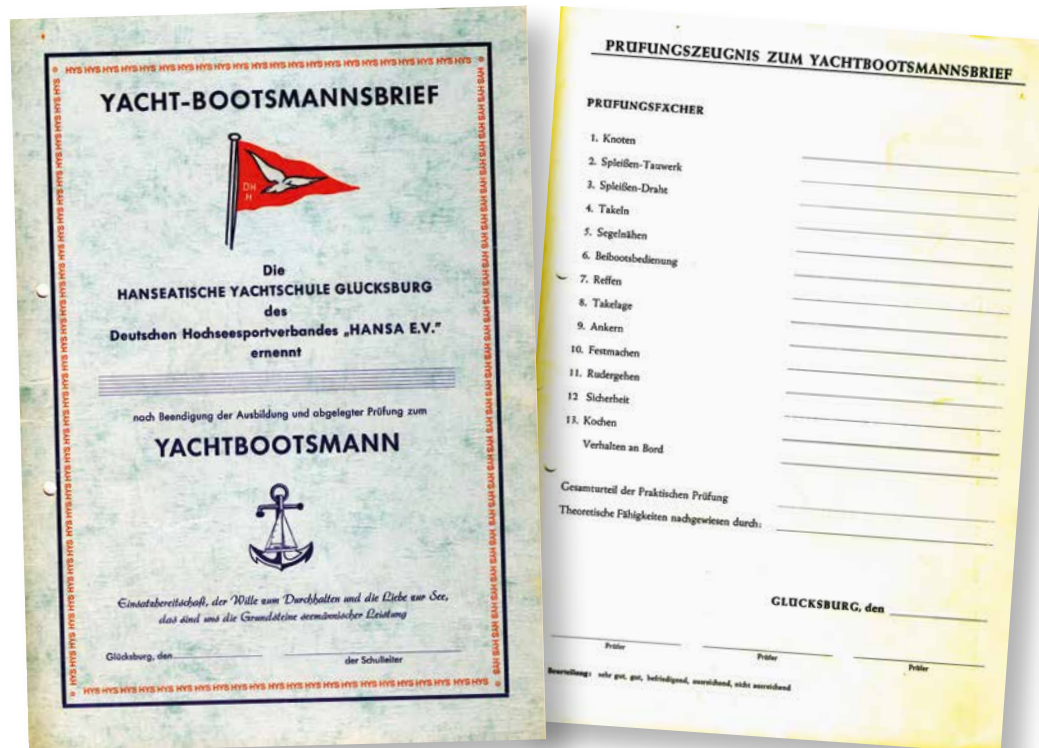 HYS HYS HYS HYS HYS HYS HYS HYS HYS HYS HYS HYS HYS HYS HYS HYS HYS HYS
YACHT-BOOTSMANNSBRIEF
DH
H
Die
HANSEATISCHE YACHTSCHULE GLÜCKSBURG
des
Deutschen Hochseesportverbandes „HANSA E.V.”
ernennt
nach Beendigung der Ausbildung und abgelegter Prüfung zum
YACHTBOOTSMANN
Einsatzbereitschaft, der Wille zum Durchhalten und die Liebe zur See,
das sind uns die Grundsteine seemännischer Leistung
Glücksburg, den
der Schulleiter
HYS HYS HYS HYS HYS HYS HYS HYS HYS HYS HYS HYS HYS HYS HYS HYS HYS HYS
PRÜFUNGSZEUGNIS ZUM YACHTBOOTSMANNSBRIEF
PRÜFUNGSFÄCHER
1. Knoten
2. Spleißen-Tauwerk
3. Spleißen-Draht
4. Takeln
5. Segelnähen
6. Beibootsbedienung
7. Reffen
8. Takelage
9. Ankern
10. Festmachen
11. Rudergehen
12 Sicherheit
13. Kochen
Verhalten an Bord
Gesamturteil der Praktischen Prüfung
Theoretische Fähigkeiten nachgewiesen durch:
GLÜCKSBURG, den
Prüfer Prüfer Prüfer
Beurteilung: sehr gut, gut, befriedigend, ausreichend, nicht ausreichend